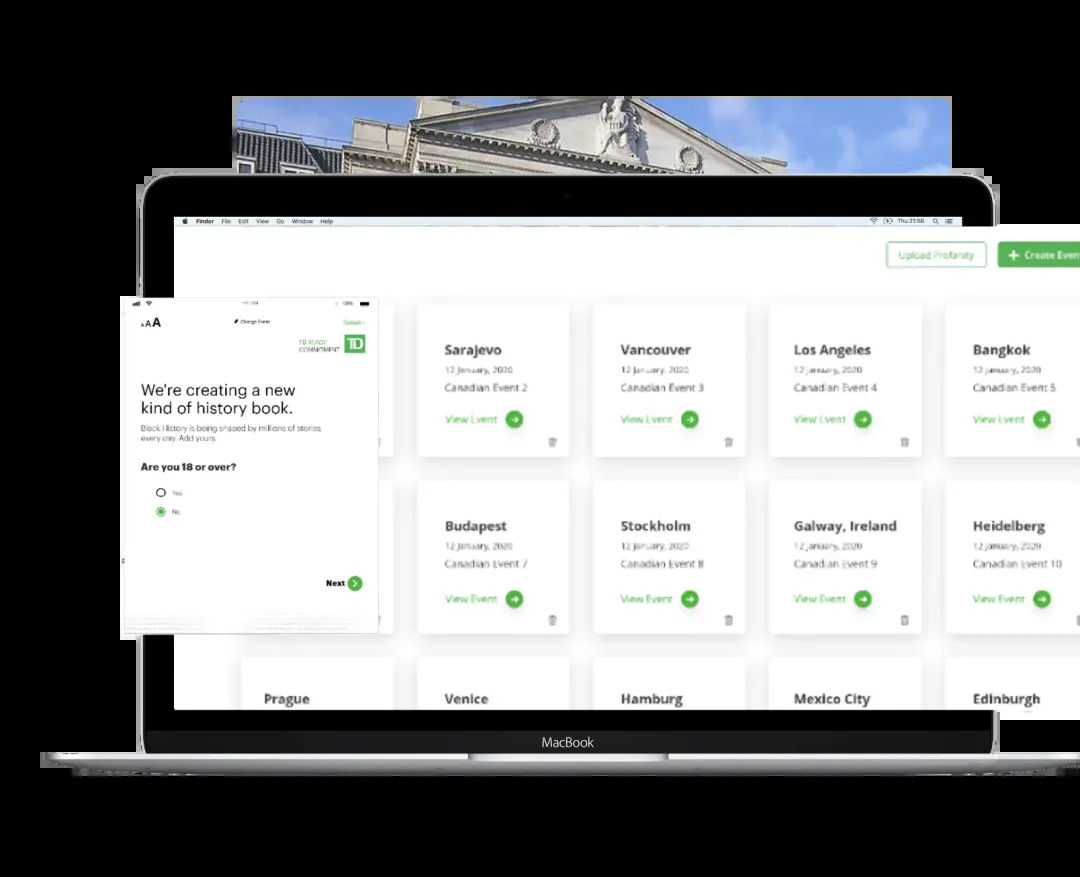 Finder File Edit View Go Window Help
Thu 21:56
Upload Profanity
Create Even
AAA
Change Event
TD READY
COMMITMENT
TD
We're creating a new
kind of history book.
Black History is being shaped by millions of stories
every day. Add yours.
Are you 18 or over?
Yes
No
Next
Sarajevo
12 January, 2020
Canadian Event 2
View Event
Vancouver
12 January, 2020
Canadian Event 3
View Event
Los Angeles
12 January, 2020
Canadian Event 4
View Event
Bangkok
12 January, 2020
Canadian Event 5
View Event
Budapest
12 January, 2020
Canadian Event 7
View Event
Stockholm
12 January, 2020
Canadian Event 8
View Event
Galway, Ireland
12 January, 2020
Canadian Event 9
View Event
Heidelberg
12 January, 2020
Canadian Event 10
View Event
Prague
Venice
Hamburg
Mexico City
Edinburgh
MacBook